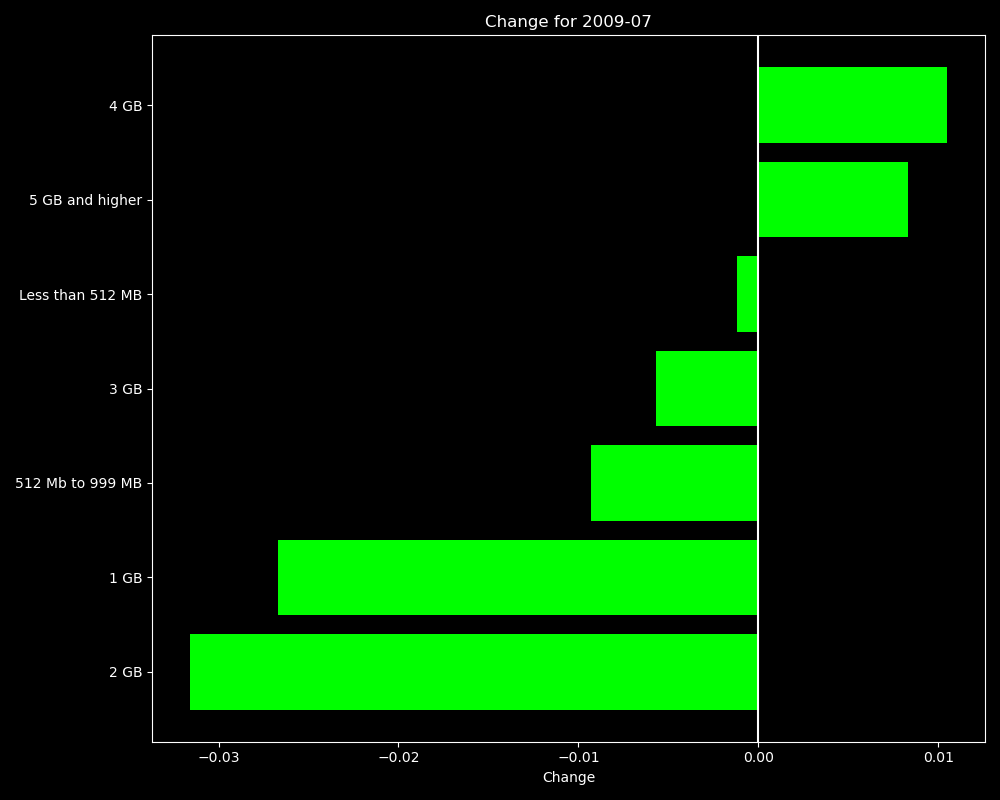 Change for 2009-07
4 GB
5 GB and higher
Less than 512 MB
3 GB
512 Mb to 999 MB
1 GB
2 GB
−0.03 −0.02 −0.01 0.00 0.01
Change